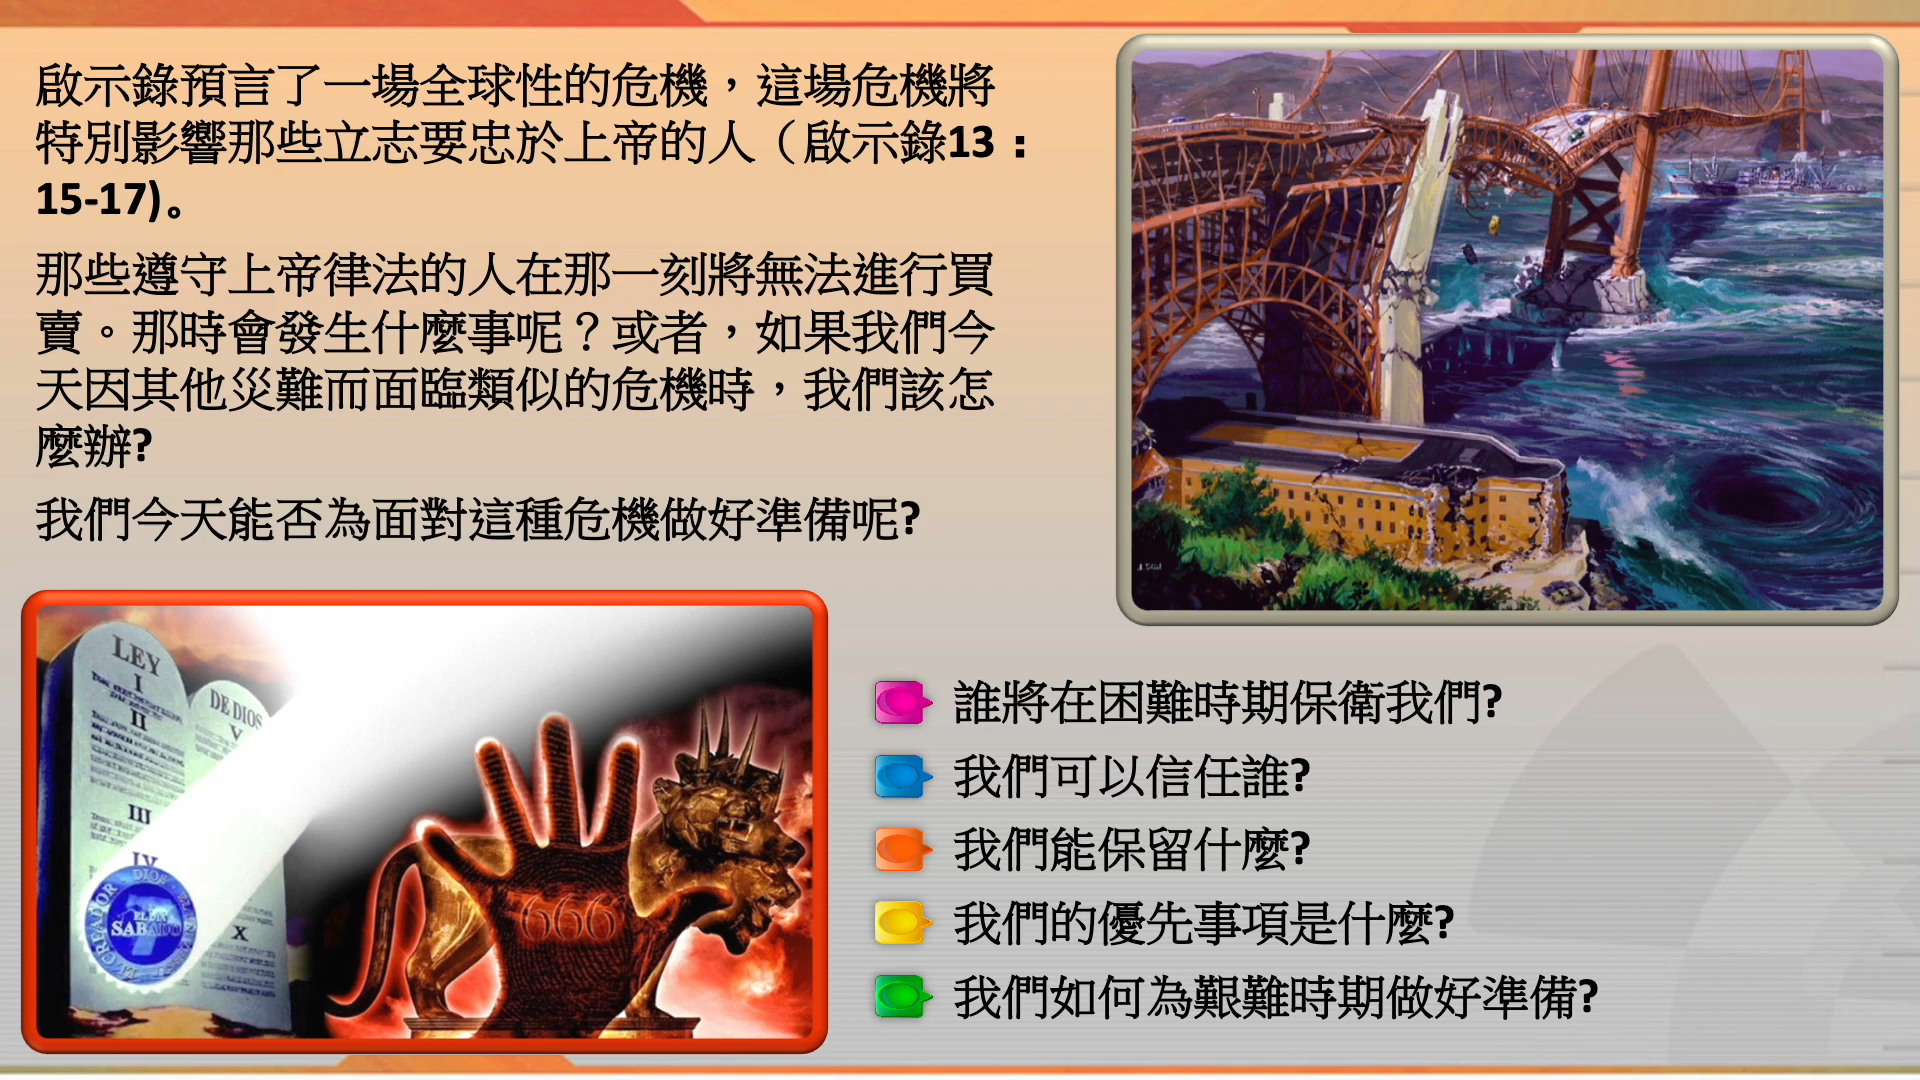 啟示錄預言了一場全球性的危機，這場危機將
特別影響那些立志要忠於上帝的人（啟示錄13：
15-17)。
那些遵守上帝律法的人在那一刻將無法進行買
賣。那時會發生什麼事呢？或者，如果我們今
天因其他災難而面臨類似的危機時，我們該怎
麼辦?
我們今天能否為面對這種危機做好準備呢?
LEY
I
II
III
IV
DE DIOS
V
X
CREADOR
DIOS
EL DIA
SABADO
666
誰將在困難時期保衛我們?
我們可以信任誰?
我們能保留什麼?
我們的優先事項是什麼?
我們如何為艱難時期做好準備?